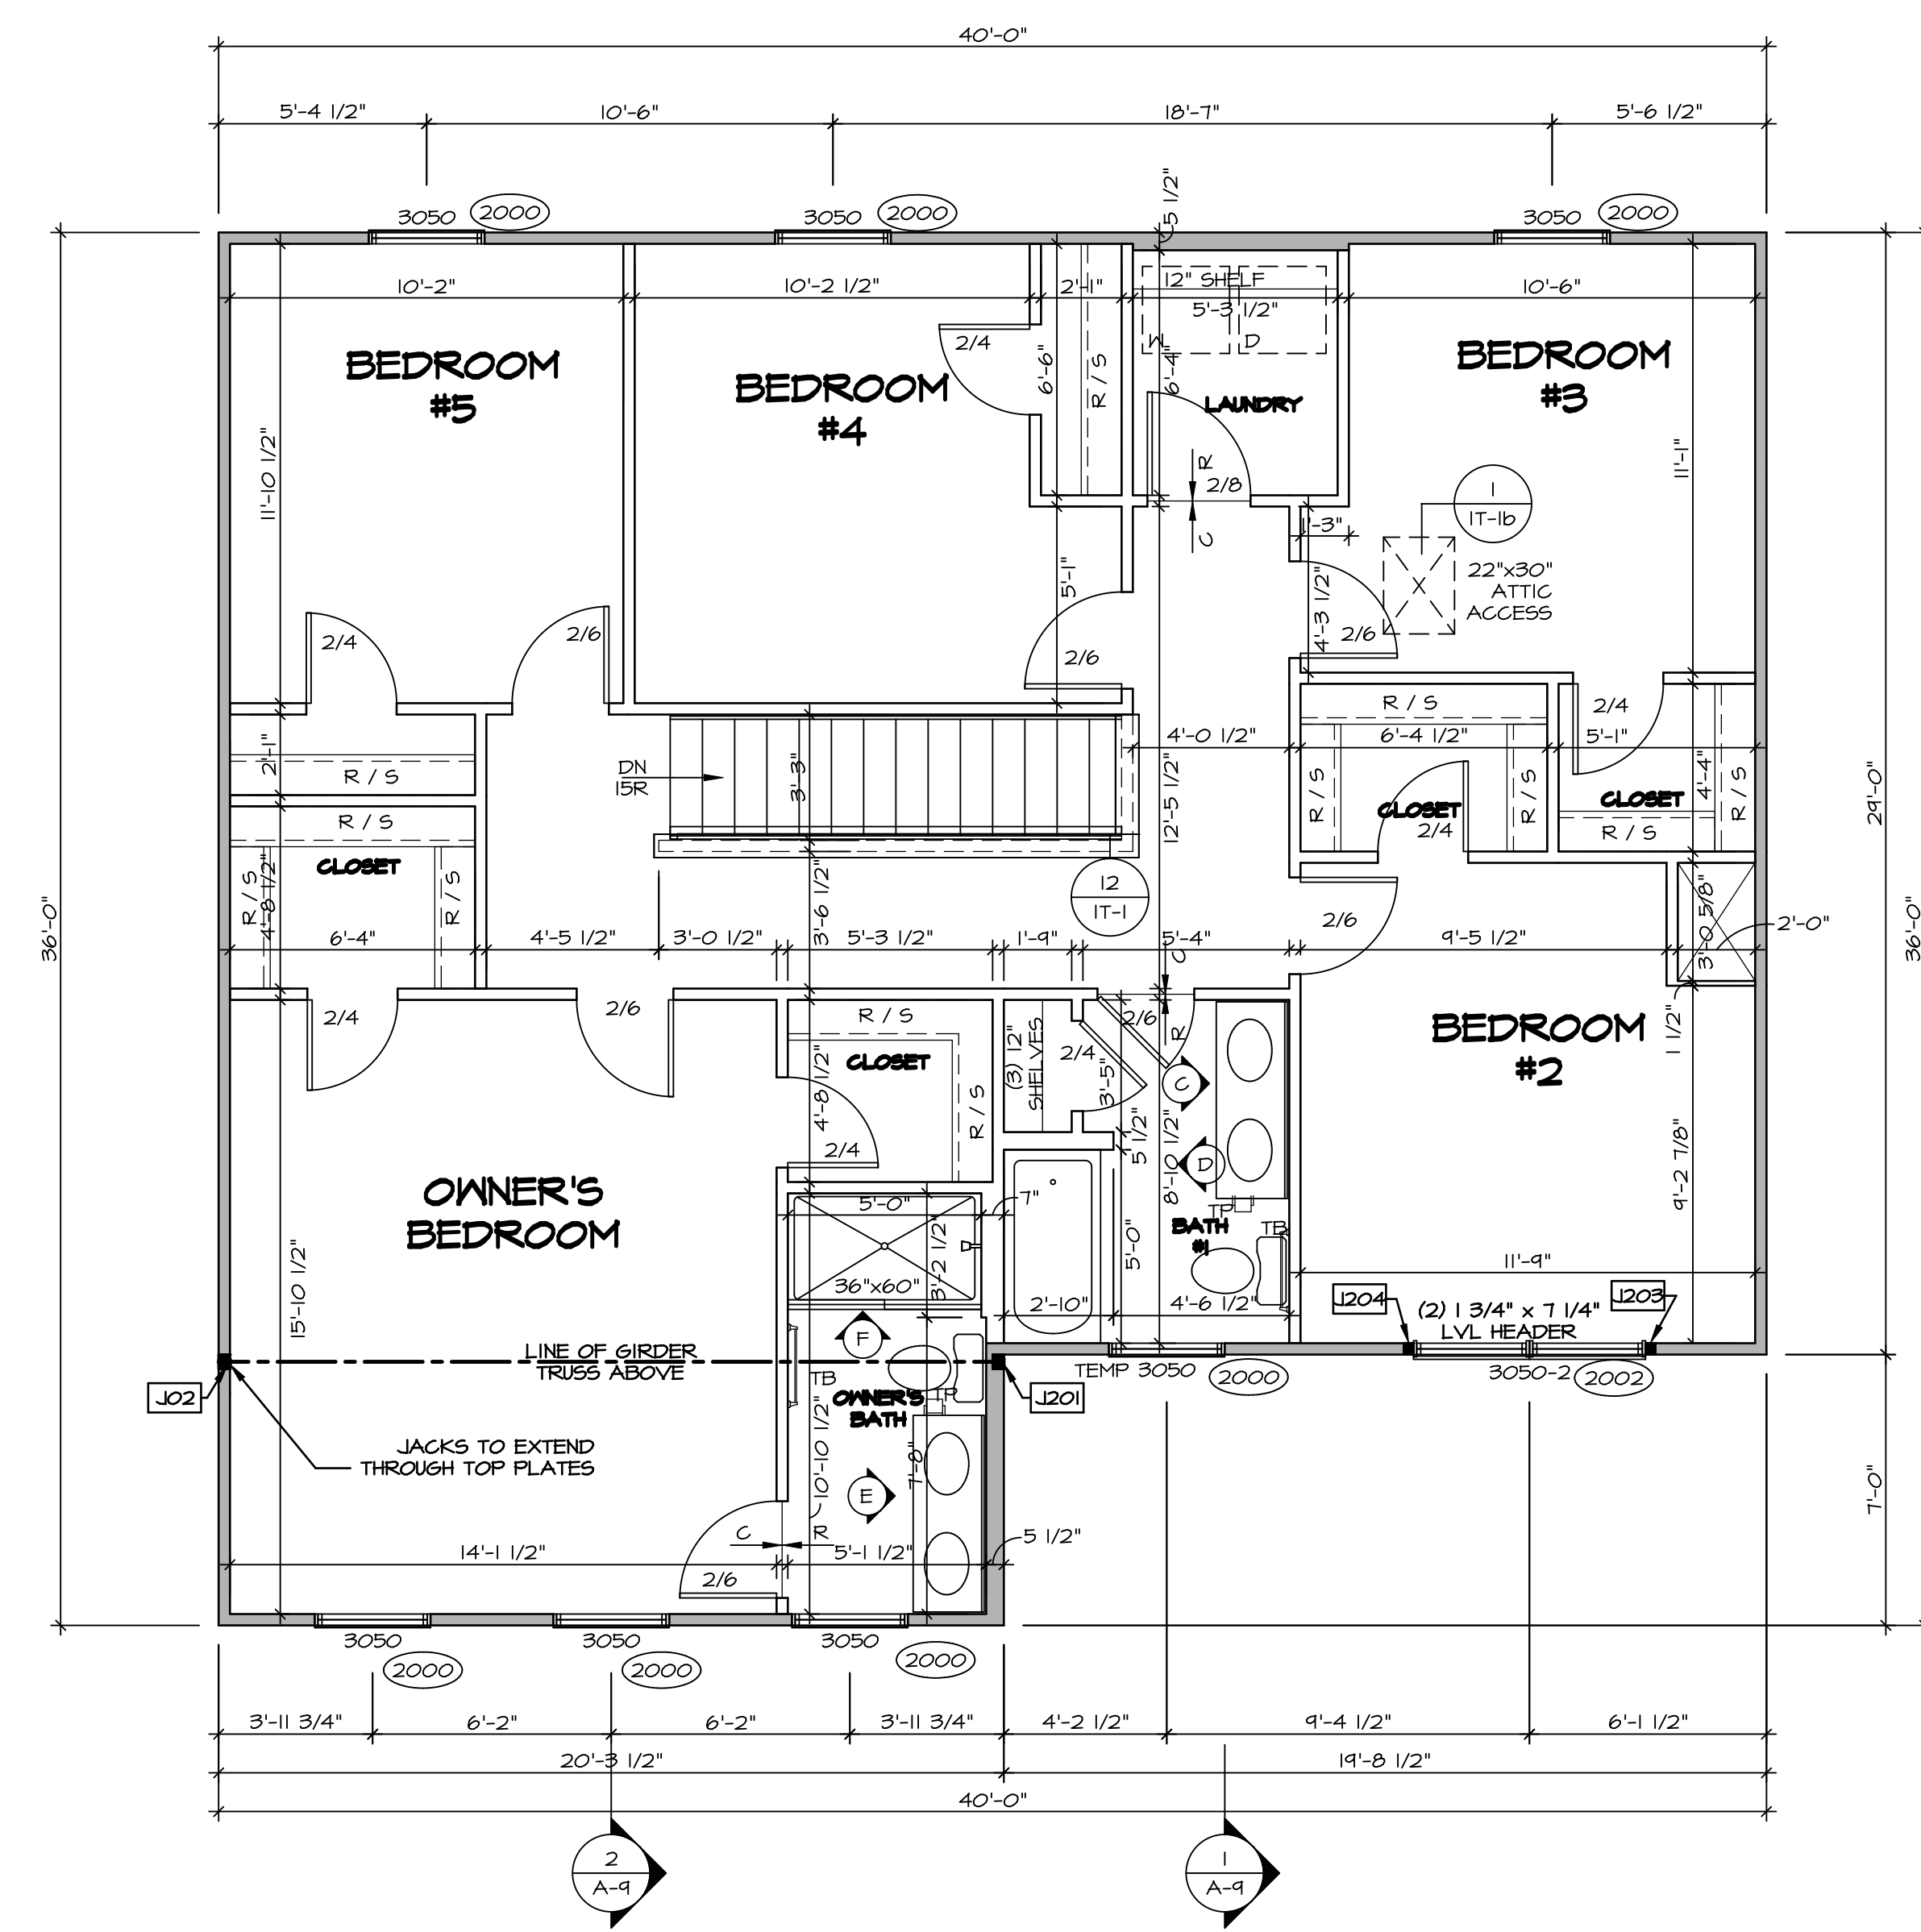 40'-0"
5'-4 1/2"
10'-6"
18'-7"
5'-6 1/2"
3050
2000
3050
2000
5 1/2"
3050
2000
10'-2"
10'-2 1/2"
2'-1"
12" SHELF
5'-3 1/2"
10'-6"
W
D
2/4
6'-6"
R / S
6'-4"
BEDROOM
#5
BEDROOM
#4
LAUNDRY
BEDROOM
#3
11'-10 1/2"
11'-1"
R
2/8
C
1
1T-1b
1'-3"
22"x30"
ATTIC
ACCESS
5'-1"
4'-3 1/2"
2/4
2/6
2/6
2/6
R / S
2/4
4'-0 1/2"
6'-4 1/2"
5'-1"
2'-1"
R / S
DN
15R
3'-3"
12'-5 1/2"
R / S
CLOSET
2/4
R / S
CLOSET
R / S
4'-4"
R / S
29'-0"
R / S
CLOSET
R / S
4'-8 1/2"
R / S
12
1T-1
3'-6 1/2"
2/6
3'-0 5/8"
2'-0"
36'-0"
36'-0"
6'-4"
4'-5 1/2"
3'-0 1/2"
5'-3 1/2"
1'-9"
5'-4"
9'-5 1/2"
C
2/4
2/6
R / S
CLOSET
R / S
4'-8 1/2"
2/4
(3) 12"
SHELVES
2/4
2/6
R
3'-5"
C
1 1/2"
BEDROOM
#2
5 1/2"
8'-10 1/2"
D
9'-2 7/8"
OWNER'S
BEDROOM
5'-0"
7"
TP
TB
BATH
#1
5'-0"
3'-2 1/2"
36"x60"
15'-10 1/2"
11'-9"
2'-10"
4'-6 1/2"
J204
(2) 1 3/4" x 7 1/4"
LVL HEADER
J203
LINE OF GIRDER
TRUSS ABOVE
F
TB
TP
OWNER'S
BATH
TEMP 3050
2000
3050-2
2002
J02
J201
JACKS TO EXTEND
THROUGH TOP PLATES
10'-10 1/2"
7'-8"
E
7'-0"
C
R
5 1/2"
14'-1 1/2"
5'-1 1/2"
2/6
3050
2000
3050
2000
3050
2000
3'-11 3/4"
6'-2"
6'-2"
3'-11 3/4"
4'-2 1/2"
9'-4 1/2"
6'-1 1/2"
20'-3 1/2"
19'-8 1/2"
40'-0"
2
A-9
1
A-9